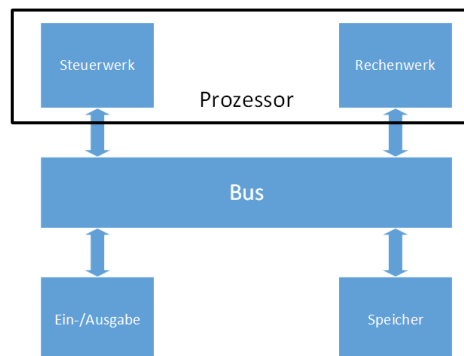 Steuerwerk
Rechenwerk
Prozessor
Bus
Ein-/Ausgabe
Speicher